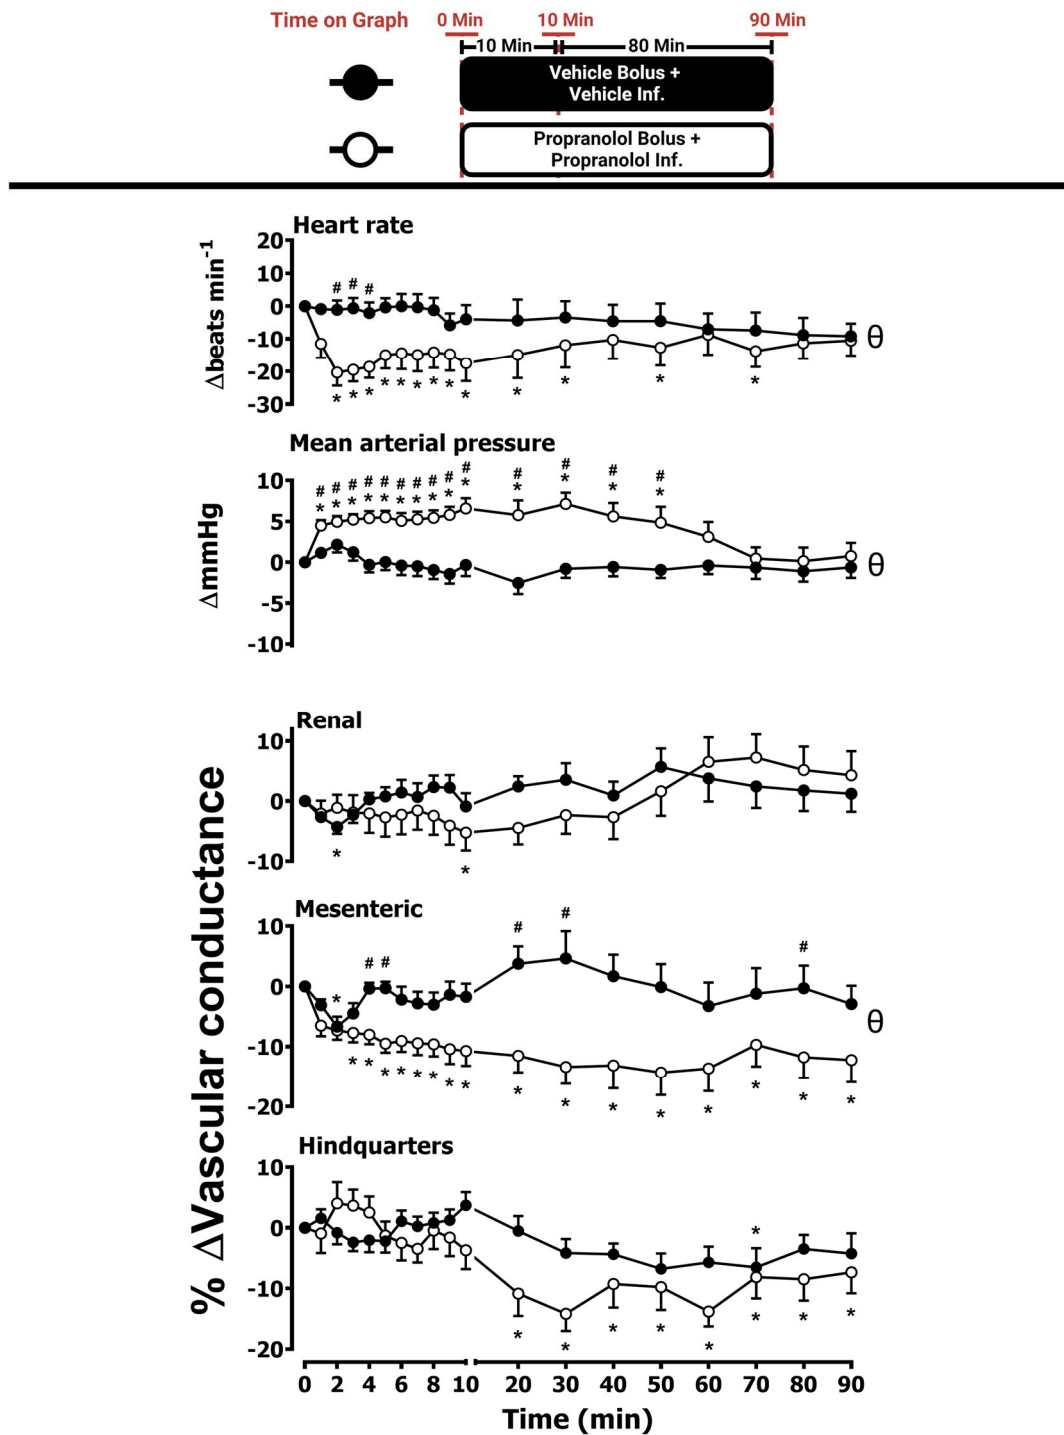 Time on Graph 0 Min 10 Min 90 Min
10 Min 80 Min
Vehicle Bolus +
Vehicle Inf.
Propranolol Bolus +
Propranolol Inf.
Heart rate
Δbeats min⁻¹
20
10
0
-10
-20
-30
# # #
* * * * * * * * * * * * *
θ
Mean arterial pressure
ΔmmHg
10
5
0
-5
-10
# # # # # # # # # # # # # #
* * * * * * * * * * * * * *
θ
% ΔVascular conductance
Renal
10
0
-10
* *
Mesenteric
10
0
-10
-20
# # # # #
*
* * * * * * * * * * * * * * * *
θ
Hindquarters
10
0
-10
-20
*
* * * * * * * *
0 2 4 6 8 10 20 30 40 50 60 70 80 90
Time (min)